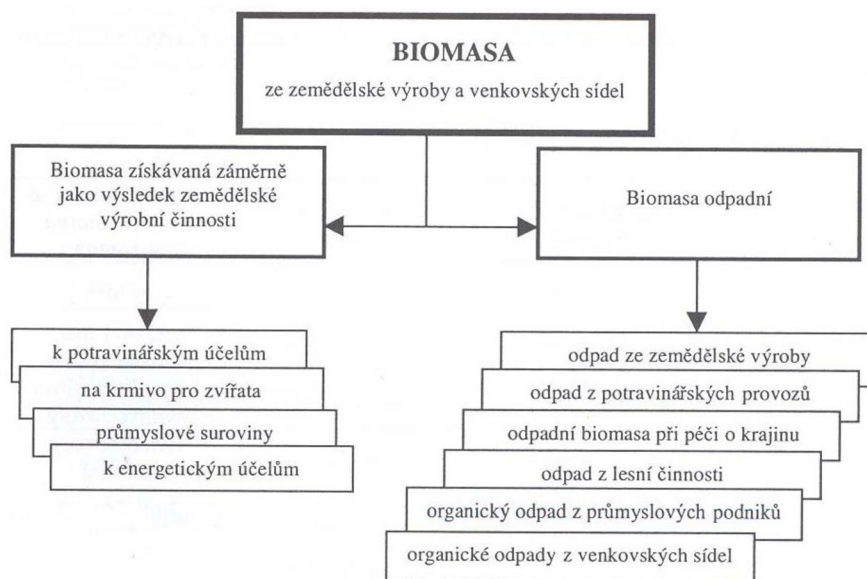 BIOMASA
ze zemědělské výroby a venkovských sídel
Biomasa získávaná záměrně
jako výsledek zemědělské
výrobní činnosti
Biomasa odpadní
k potravinářským účelům
na krmivo pro zvířata
průmyslové suroviny
k energetickým účelům
odpad ze zemědělské výroby
odpad z potravinářských provozů
odpadní biomasa při péči o krajinu
odpad z lesní činnosti
organický odpad z průmyslových podniků
organické odpady z venkovských sídel